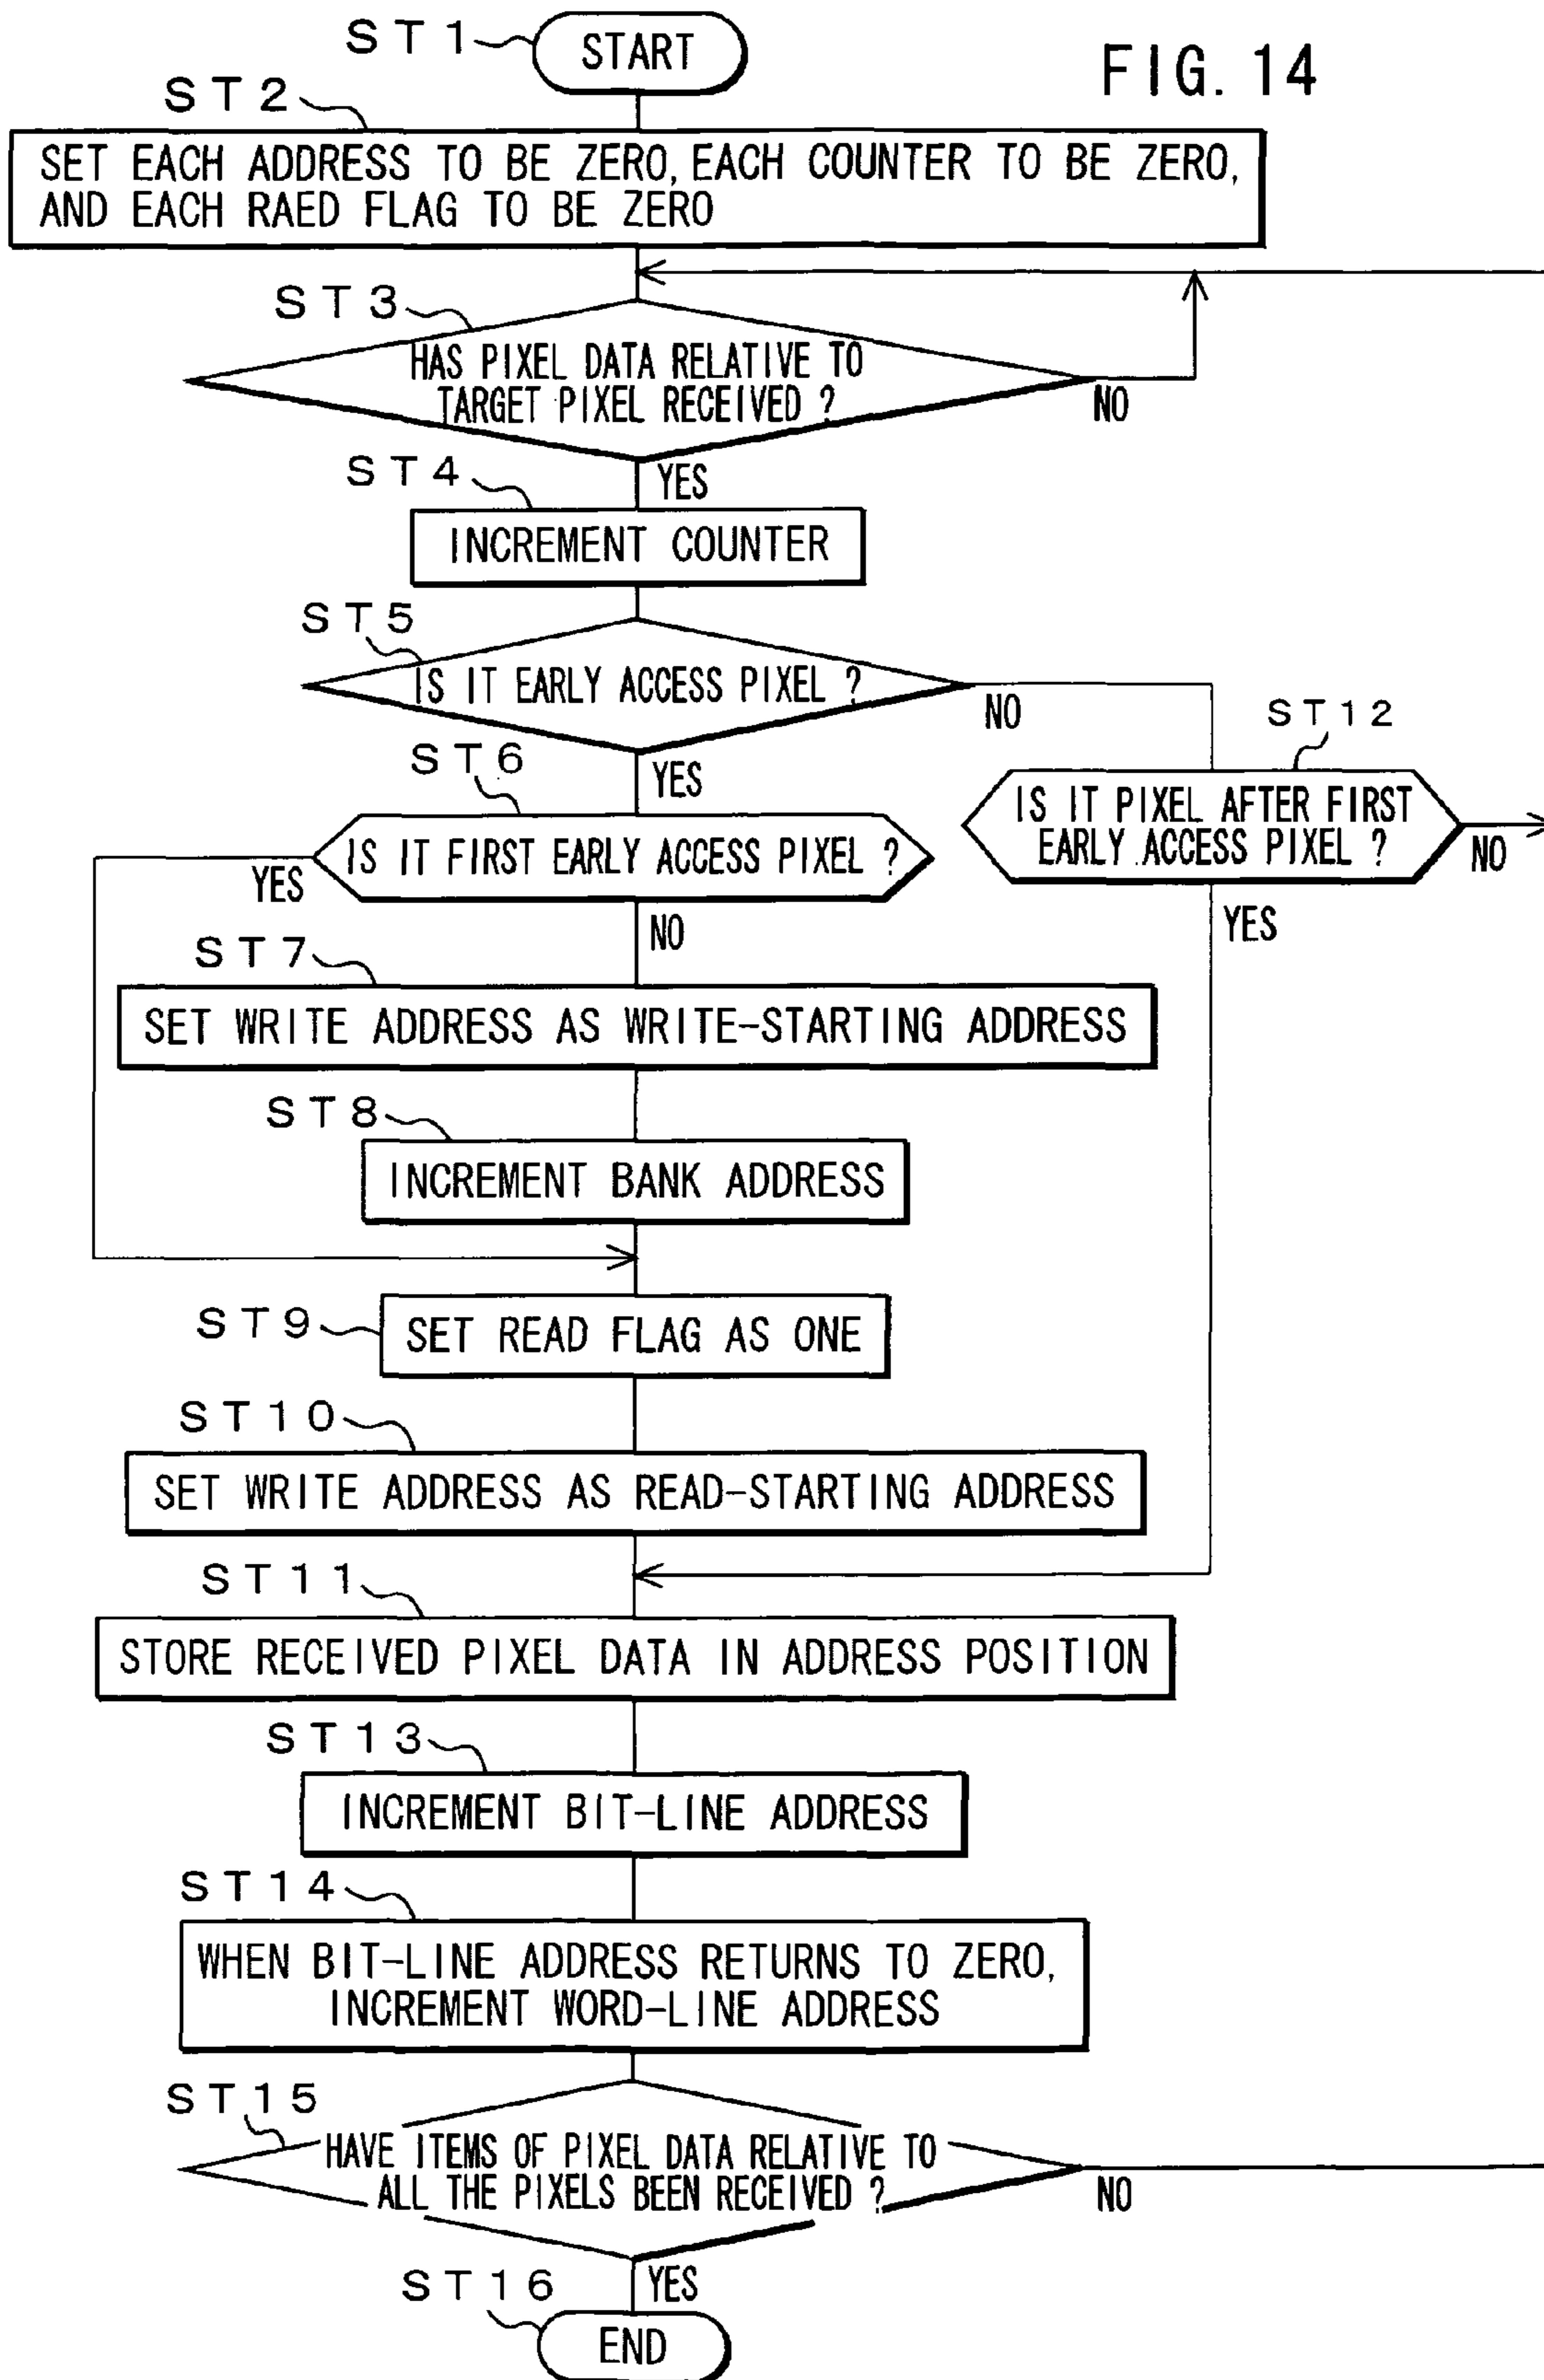 ST1
START
FIG. 14
ST2
SET EACH ADDRESS TO BE ZERO, EACH COUNTER TO BE ZERO,
AND EACH RAED FLAG TO BE ZERO
ST3
HAS PIXEL DATA RELATIVE TO
TARGET PIXEL RECEIVED ?
NO
YES
ST4
INCREMENT COUNTER
ST5
IS IT EARLY ACCESS PIXEL ?
NO
YES
ST12
IS IT PIXEL AFTER FIRST
EARLY ACCESS PIXEL ?
NO
YES
ST6
IS IT FIRST EARLY ACCESS PIXEL ?
YES
NO
ST7
SET WRITE ADDRESS AS WRITE-STARTING ADDRESS
ST8
INCREMENT BANK ADDRESS
ST9
SET READ FLAG AS ONE
ST10
SET WRITE ADDRESS AS READ-STARTING ADDRESS
ST11
STORE RECEIVED PIXEL DATA IN ADDRESS POSITION
ST13
INCREMENT BIT-LINE ADDRESS
ST14
WHEN BIT-LINE ADDRESS RETURNS TO ZERO,
INCREMENT WORD-LINE ADDRESS
ST15
HAVE ITEMS OF PIXEL DATA RELATIVE TO
ALL THE PIXELS BEEN RECEIVED ?
NO
YES
ST16
END